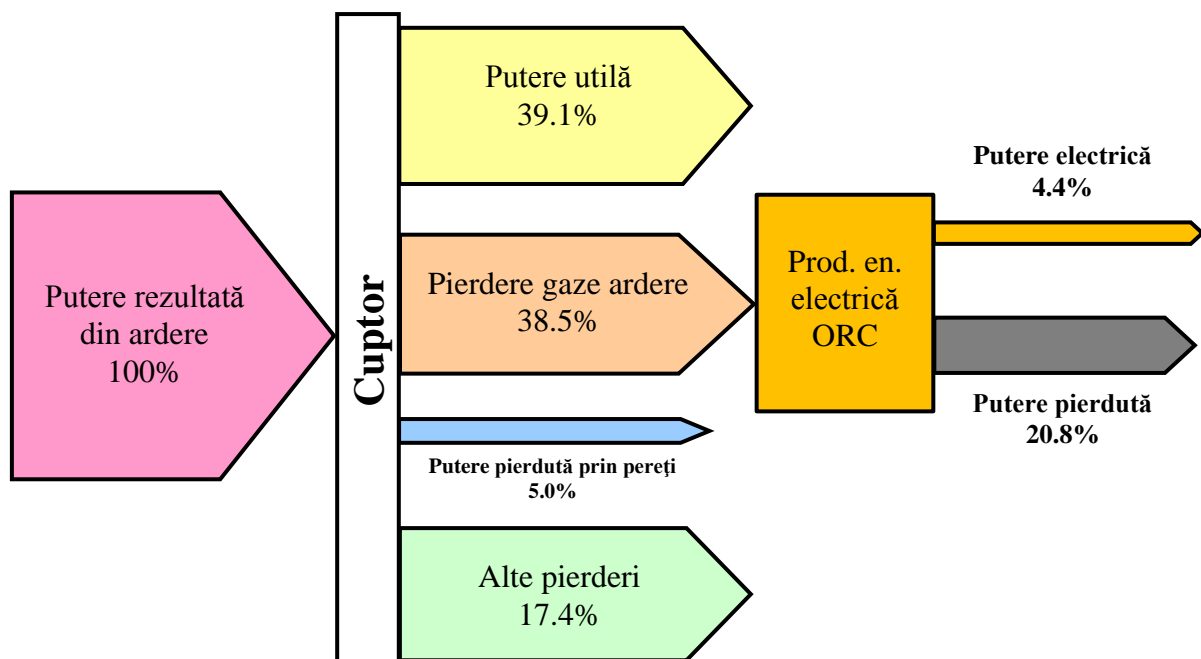 Putere rezultată
din ardere
100%
Cuptor
Putere utilă
39.1%
Pierdere gaze ardere
38.5%
Putere pierdută prin pereţi
5.0%
Alte pierderi
17.4%
Prod. en.
electrică
ORC
Putere electrică
4.4%
Putere pierdută
20.8%